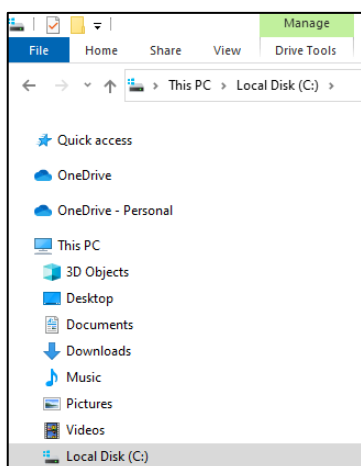 Manage
File Home Share View Drive Tools
This PC > Local Disk (C:) >
Quick access
OneDrive
OneDrive - Personal
This PC
3D Objects
Desktop
Documents
Downloads
Music
Pictures
Videos
Local Disk (C:)